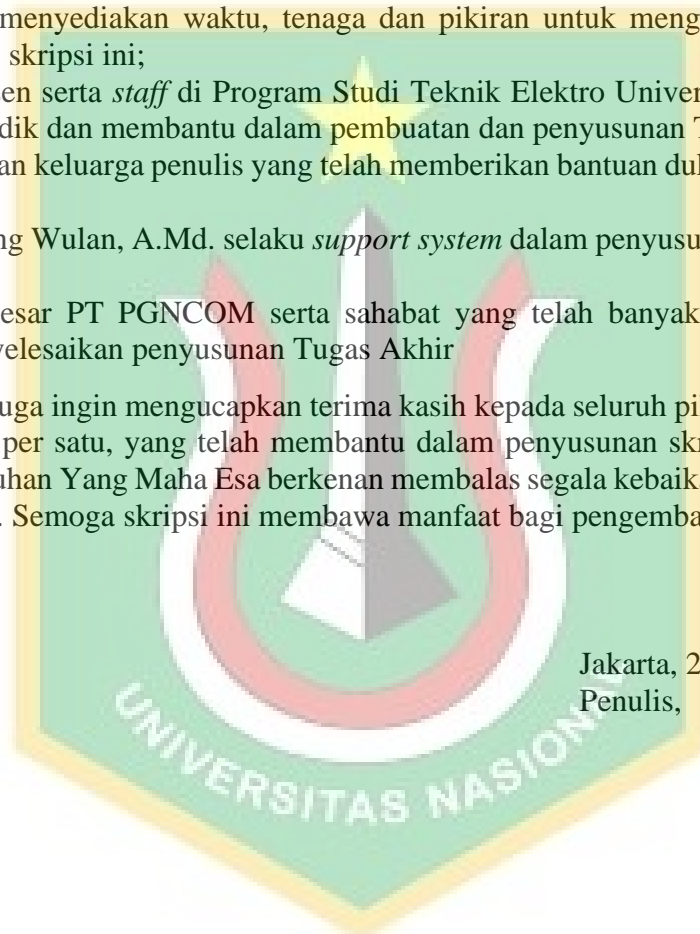 menyediakan waktu, tenaga dan pikiran untuk meng
skripsi ini;
en serta staff di Program Studi Teknik Elektro Univer
dik dan membantu dalam pembuatan dan penyusunan T
an keluarga penulis yang telah memberikan bantuan du
ng Wulan, A.Md. selaku support system dalam penyusu
esar PT PGNCOM serta sahabat yang telah banyak
yelesaikan penyusunan Tugas Akhir
uga ingin mengucapkan terima kasih kepada seluruh pi
per satu, yang telah membantu dalam penyusunan sk
uhan Yang Maha Esa berkenan membalas segala kebaika
. Semoga skripsi ini membawa manfaat bagi pengemba
Jakarta, 2
Penulis,
UNIVERSITAS NASIONAL